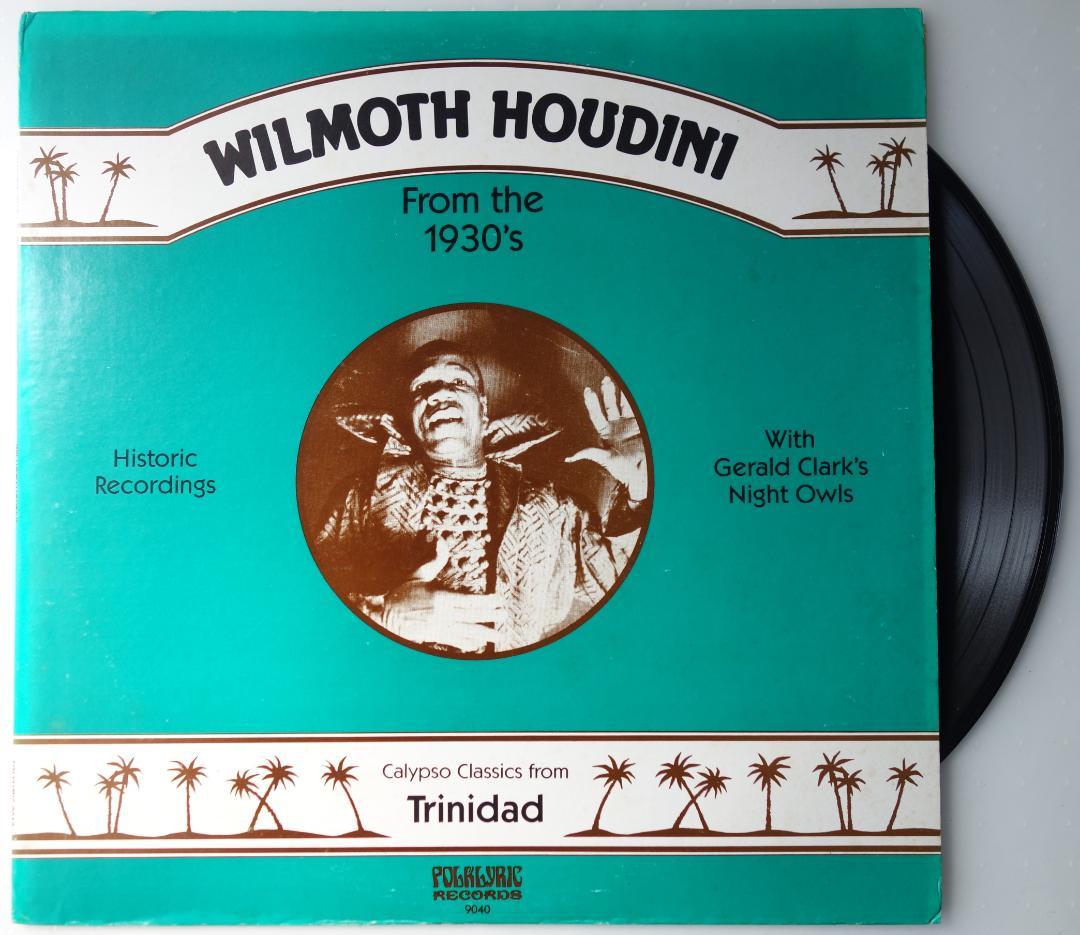 WILMOTH HOUDINI
From the
1930's
Historic
Recordings
With
Gerald Clark's
Night Owls
Calypso Classics from
Trinidad
FOLKLYRIC
RECORDS
9040